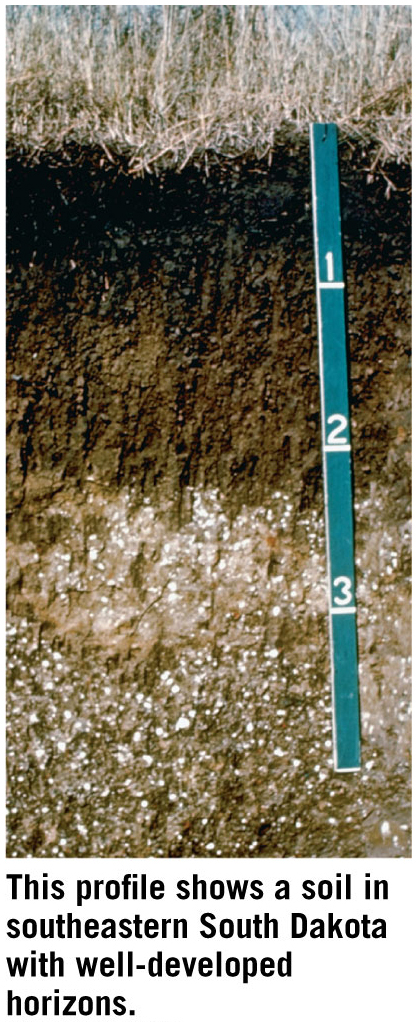 1
2
3
This profile shows a soil in
southeastern South Dakota
with well-developed
horizons.